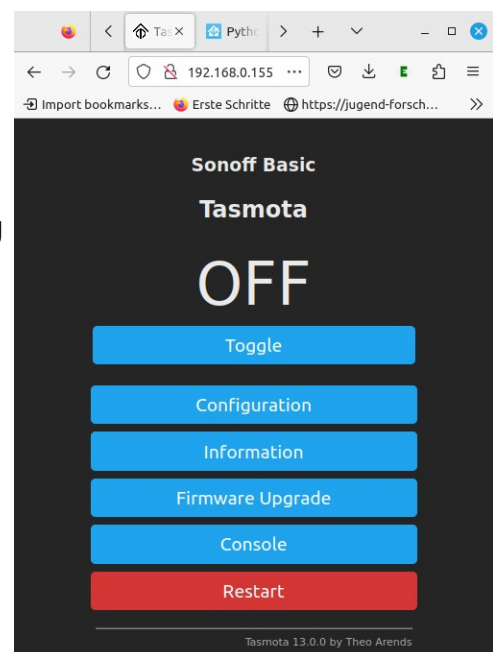 Tas
Pytho
192.168.0.155
Import bookmarks... Erste Schritte https://jugend-forsch...
Sonoff Basic
Tasmota
OFF
Toggle
Configuration
Information
Firmware Upgrade
Console
Restart
Tasmota 13.0.0 by Theo Arends